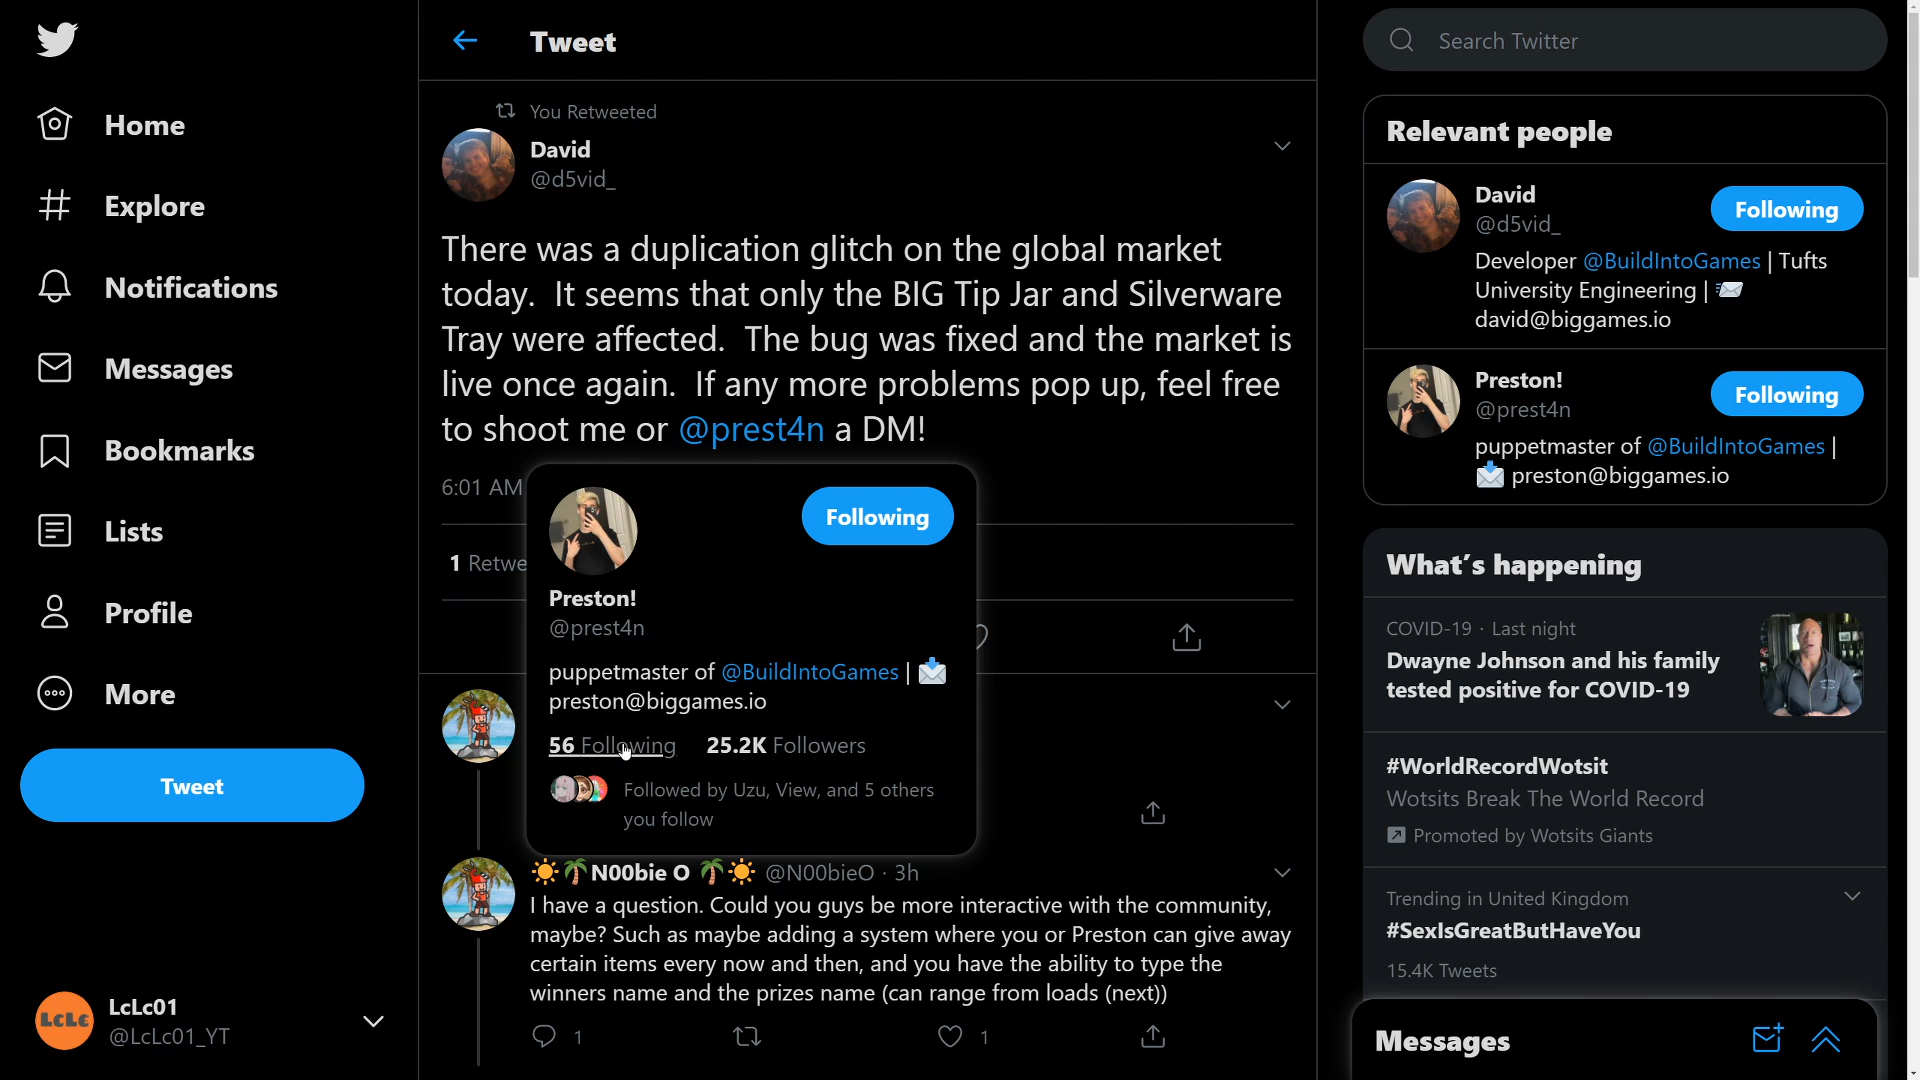 Home
Explore
Notifications
Messages
Bookmarks
Lists
Profile
More
Tweet
LcLc
LcLc01
@LcLc01_YT
Tweet
You Retweeted
David
@d5vid_
There was a duplication glitch on the global market
today.  It seems that only the BIG Tip Jar and Silverware
Tray were affected.  The bug was fixed and the market is
live once again.  If any more problems pop up, feel free
to shoot me or @prest4n a DM!
6:01 AM
1 Retwe
Following
Preston!
@prest4n
puppetmaster of @BuildIntoGames | 📩
preston@biggames.io
56 Following 25.2K Followers
Followed by Uzu, View, and 5 others
you follow
☀️🌴N00bie O 🌴☀️ @N00bieO · 3h
I have a question. Could you guys be more interactive with the community,
maybe? Such as maybe adding a system where you or Preston can give away
certain items every now and then, and you have the ability to type the
winners name and the prizes name (can range from loads (next))
1 1
Search Twitter
Relevant people
David
@d5vid_
Following
Developer @BuildIntoGames | Tufts
University Engineering | 📨
david@biggames.io
Preston!
@prest4n
Following
puppetmaster of @BuildIntoGames |
📩 preston@biggames.io
What's happening
COVID-19 · Last night
Dwayne Johnson and his family
tested positive for COVID-19
#WorldRecordWotsit
Wotsits Break The World Record
Promoted by Wotsits Giants
Trending in United Kingdom
#SexIsGreatButHaveYou
15.4K Tweets
Messages